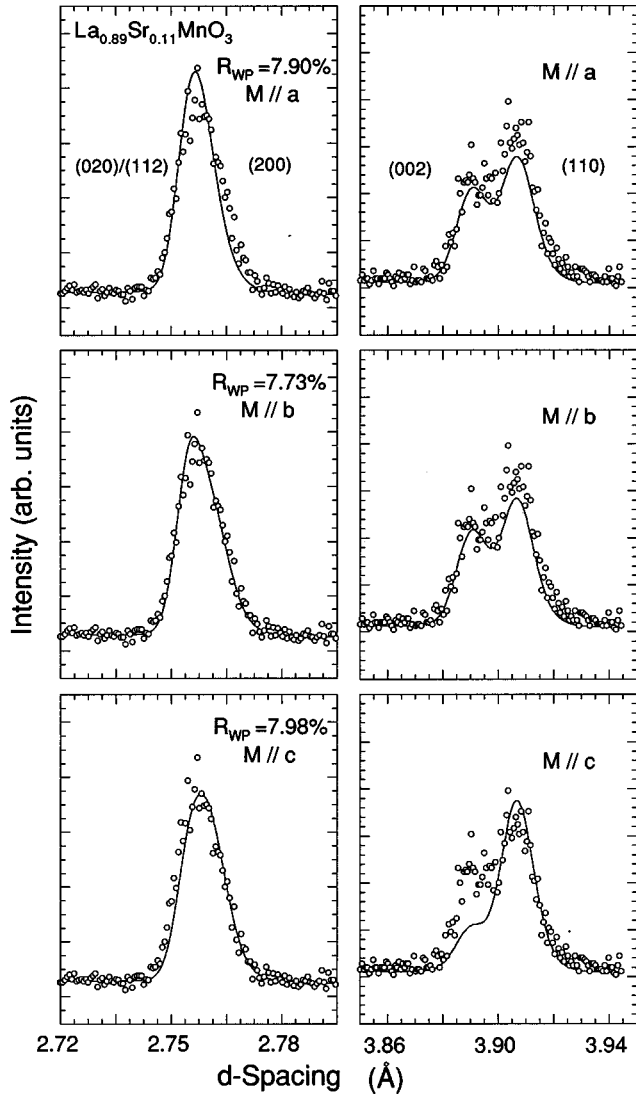 La0.89Sr0.11MnO3
RWP =7.90%
M // a
(020)/(112)
(200)
M // a
(002)
(110)
RWP =7.73%
M // b
M // b
RWP =7.98%
M // c
M // c
Intensity (arb. units)
2.72 2.75 2.78
3.86 3.90 3.94
d-Spacing (Å)